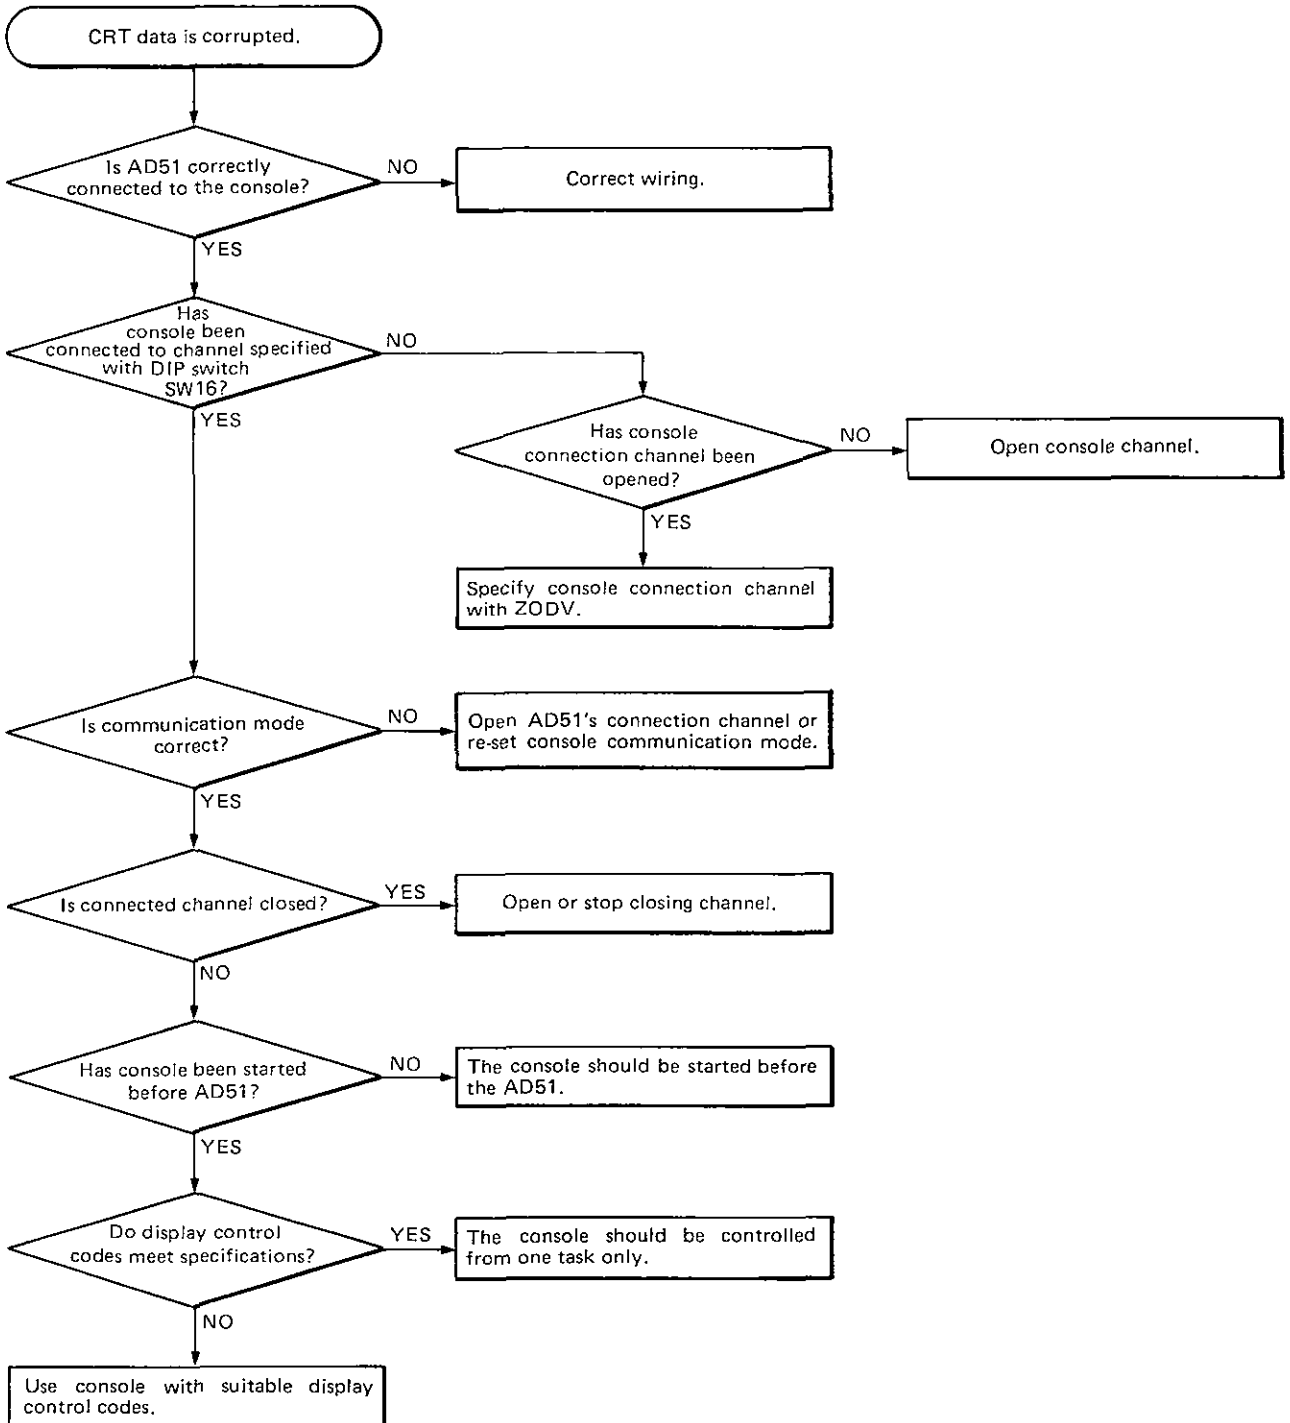 CRT data is corrupted.
Is AD51 correctly
connected to the console?
NO
Correct wiring.
YES
Has
console been
connected to channel specified
with DIP switch
SW16?
NO
YES
Has console
connection channel been
opened?
NO
Open console channel.
YES
Specify console connection channel
with ZODV.
Is communication mode
correct?
NO
Open AD51's connection channel or
re-set console communication mode.
YES
Is connected channel closed?
YES
Open or stop closing channel.
NO
Has console been started
before AD51?
NO
The console should be started before
the AD51.
YES
Do display control
codes meet specifications?
YES
The console should be controlled
from one task only.
NO
Use console with suitable display
control codes.